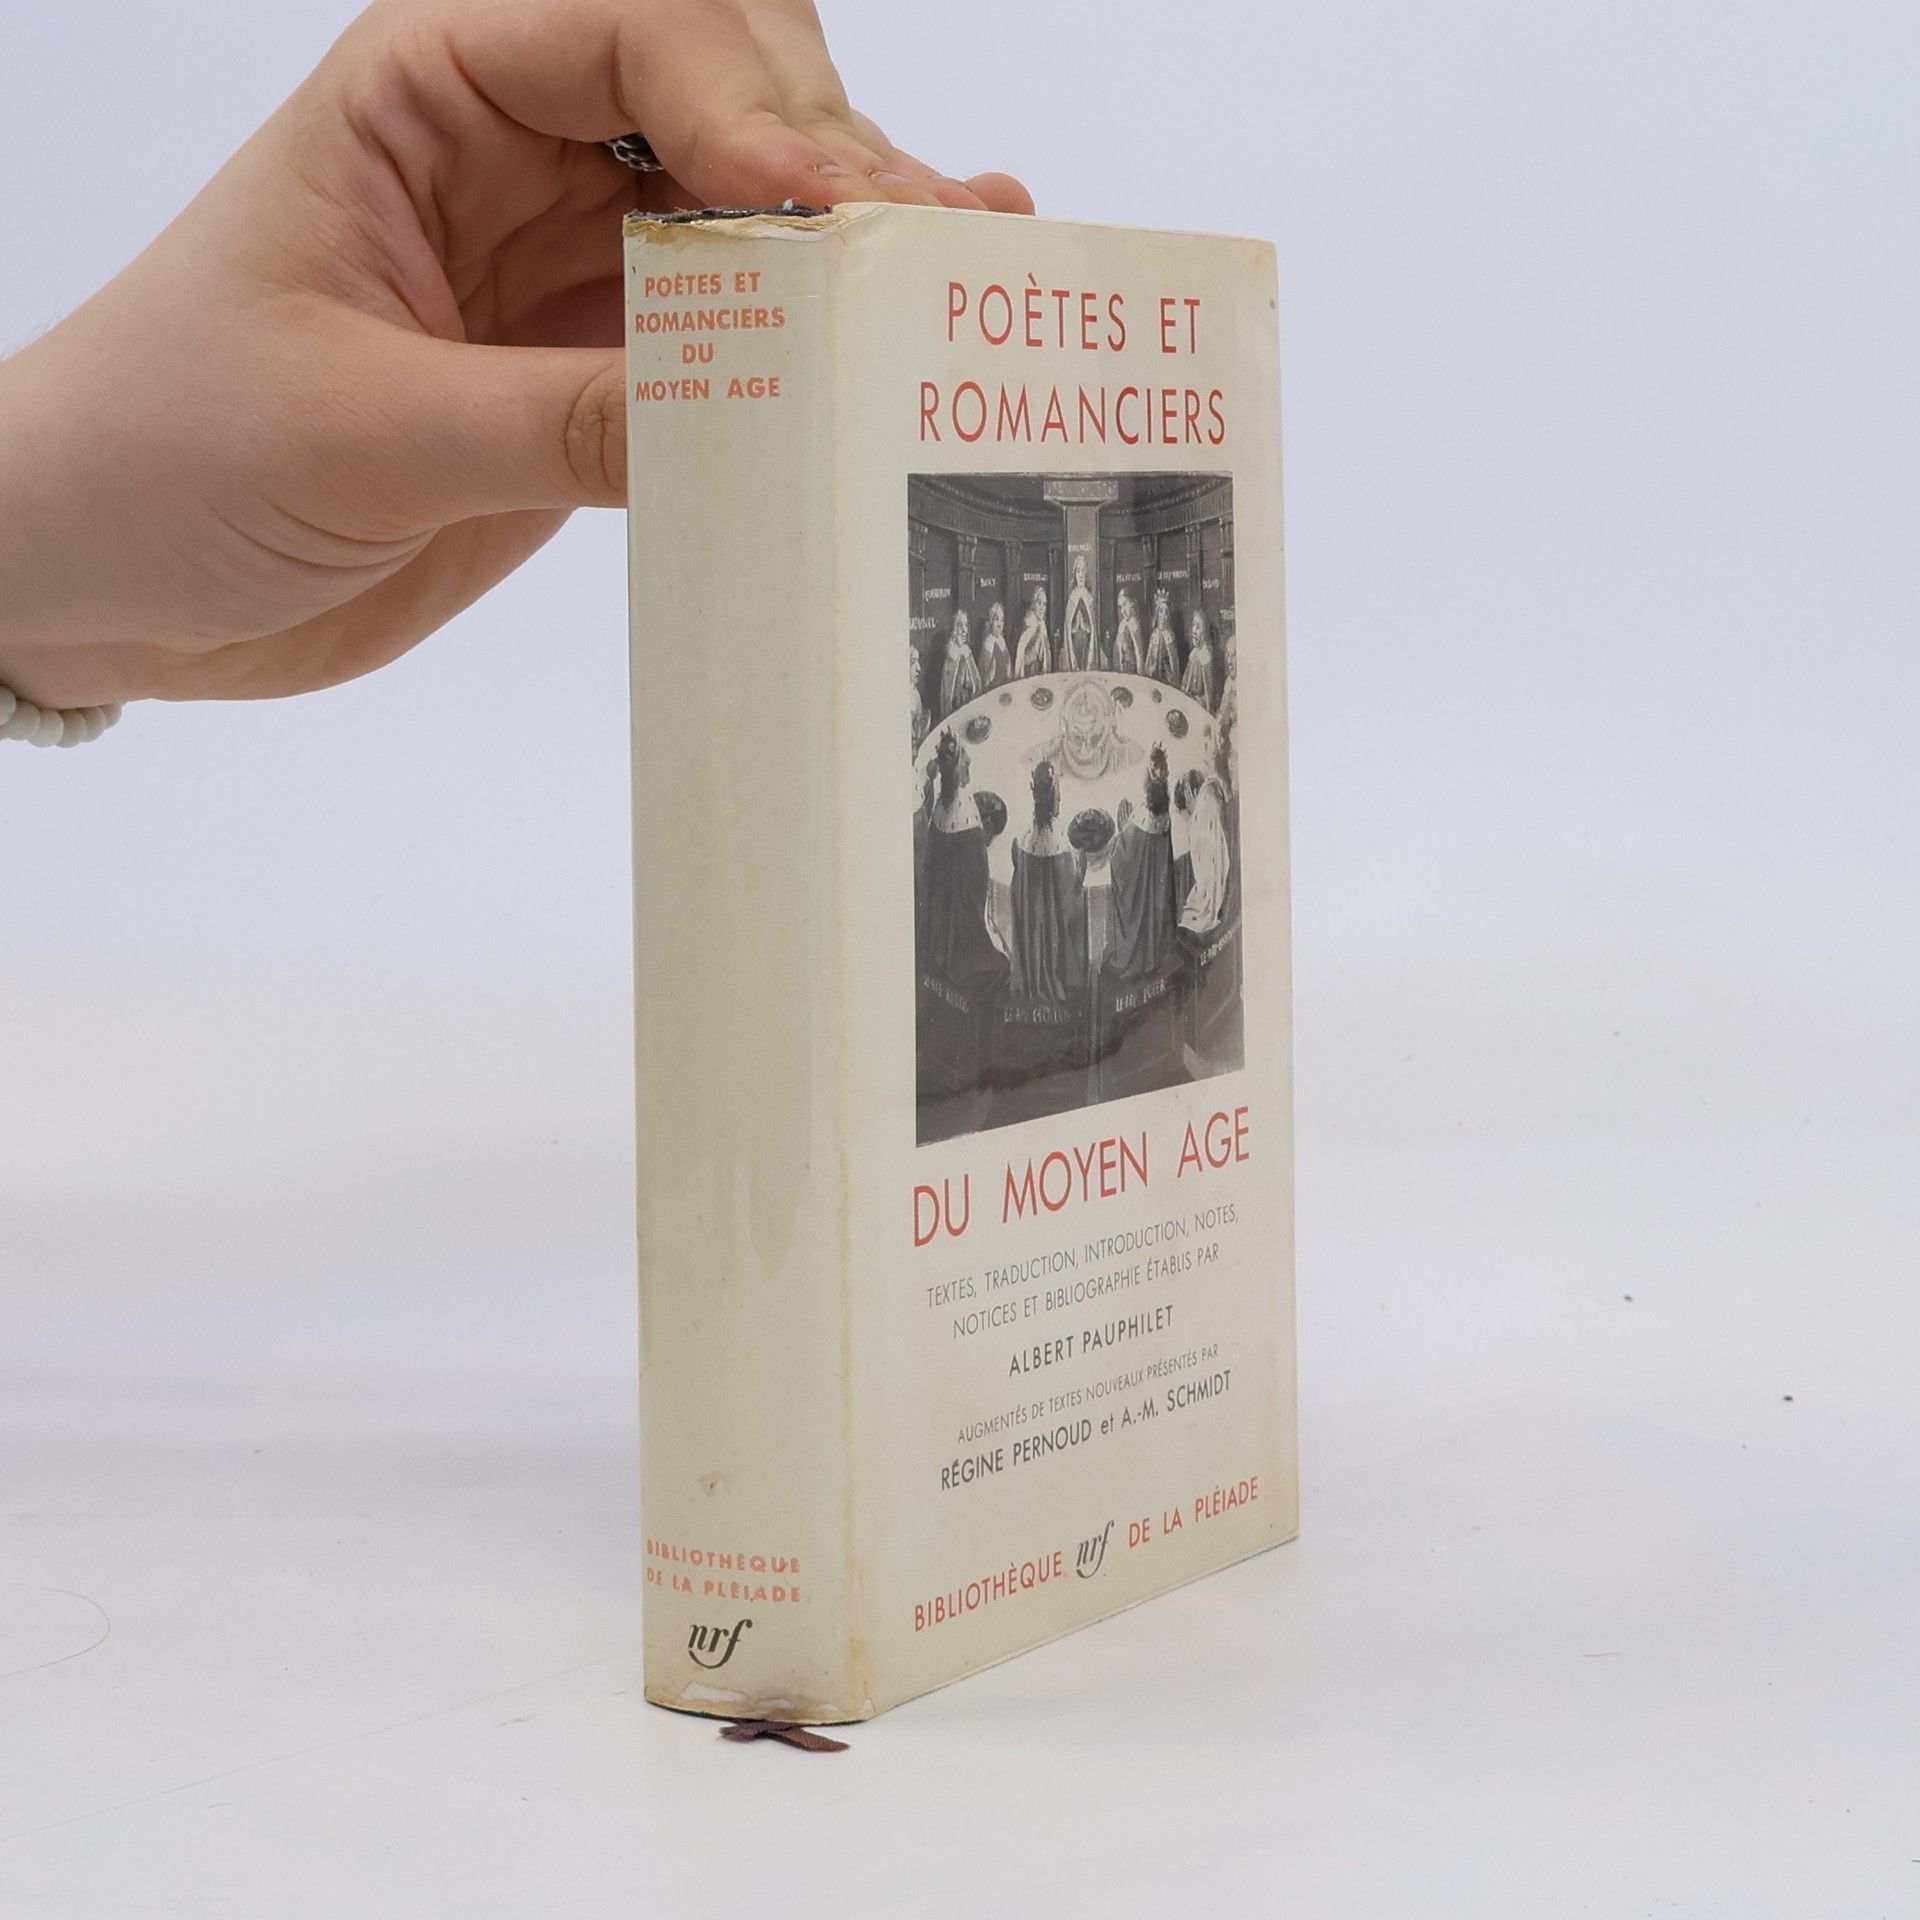 POÈTES ET
ROMANCIERS
DU
MOYEN AGE
BIBLIOTHÈQUE
DE LA PLÉIADE
nrf
POÈTES ET
ROMANCIERS
DU MOYEN AGE
TEXTES, TRADUCTION, INTRODUCTION, NOTES,
NOTICES ET BIBLIOGRAPHIE ÉTABLIS PAR
ALBERT PAUPHILET
AUGMENTÉS DE TEXTES NOUVEAUX PRÉSENTÉS PAR
RÉGINE PERNOUD et A.-M. SCHMIDT
BIBLIOTHÈQUE nrf DE LA PLÉIADE